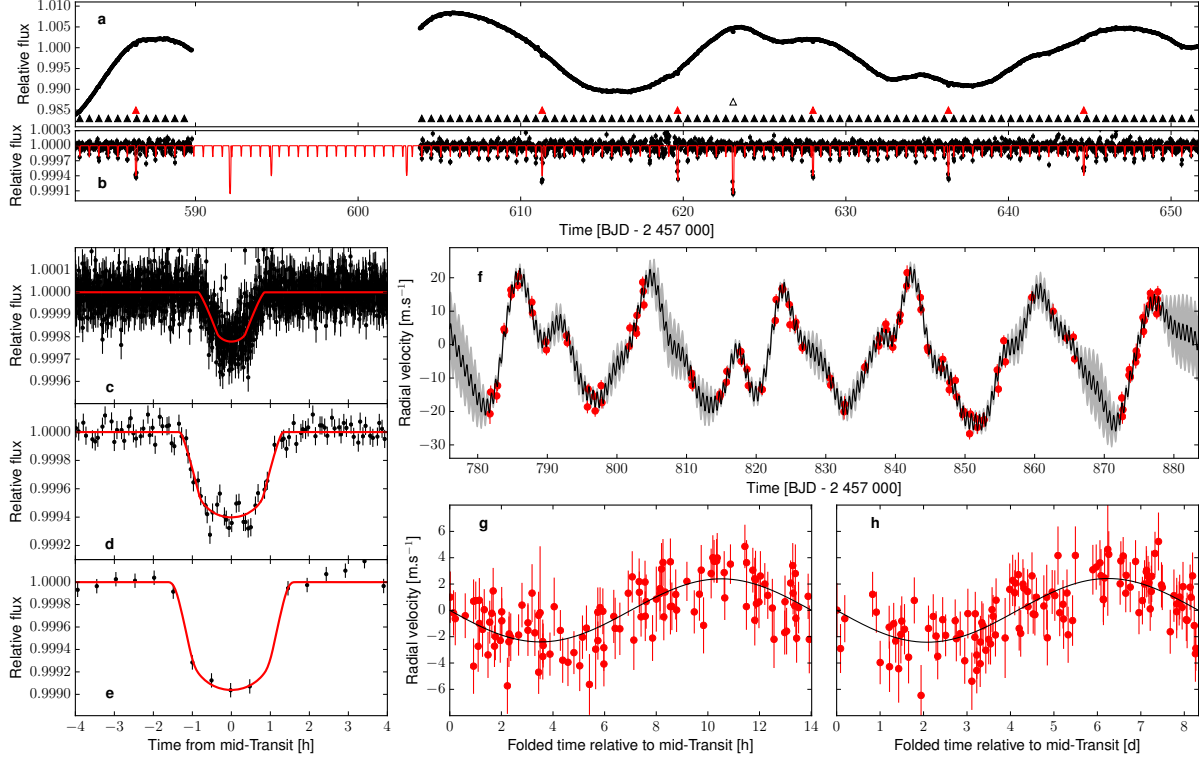 a
Relative flux
1.010
1.005
1.000
0.995
0.990
0.985
b
Relative flux
1.0003
1.0000
0.9997
0.9994
0.9991
590 600 610 620 630 640 650
Time [BJD - 2 457 000]
c
Relative flux
1.0001
1.0000
0.9999
0.9998
0.9997
0.9996
d
Relative flux
1.0000
0.9998
0.9996
0.9994
0.9992
e
Relative flux
1.0000
0.9998
0.9996
0.9994
0.9992
0.9990
−4 −3 −2 −1 0 1 2 3 4
Time from mid-Transit [h]
f
Radial velocity [m.s⁻¹]
20
10
0
−10
−20
−30
780 790 800 810 820 830 840 850 860 870 880
Time [BJD - 2 457 000]
g
Radial velocity [m.s⁻¹]
6
4
2
0
−2
−4
−6
0 2 4 6 8 10 12 14
Folded time relative to mid-Transit [h]
h
0 1 2 3 4 5 6 7 8
Folded time relative to mid-Transit [d]